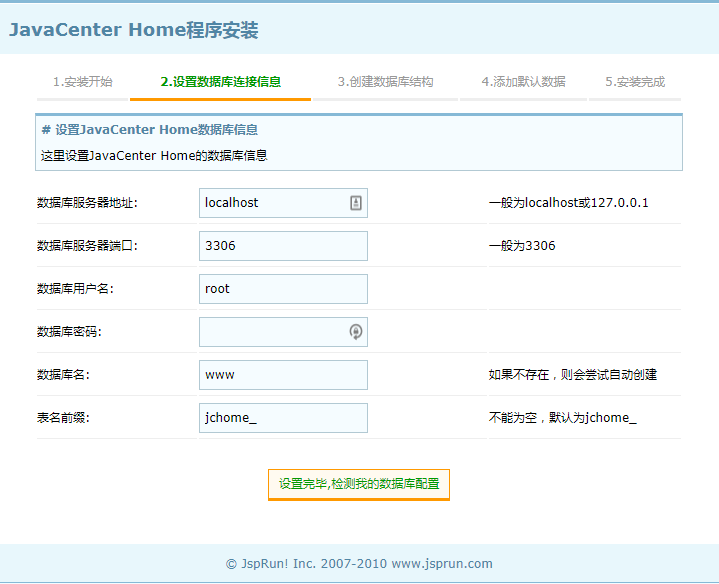 JavaCenter Home程序安装
1.安装开始 2.设置数据库连接信息 3.创建数据库结构 4.添加默认数据 5.安装完成
# 设置JavaCenter Home数据库信息
这里设置JavaCenter Home的数据库信息
数据库服务器地址: localhost 一般为localhost或127.0.0.1
数据库服务器端口: 3306 一般为3306
数据库用户名: root
数据库密码:
数据库名: www 如果不存在，则会尝试自动创建
表名前缀: jchome_ 不能为空，默认为jchome_
设置完毕,检测我的数据库配置
© JspRun! Inc. 2007-2010 www.jsprun.com